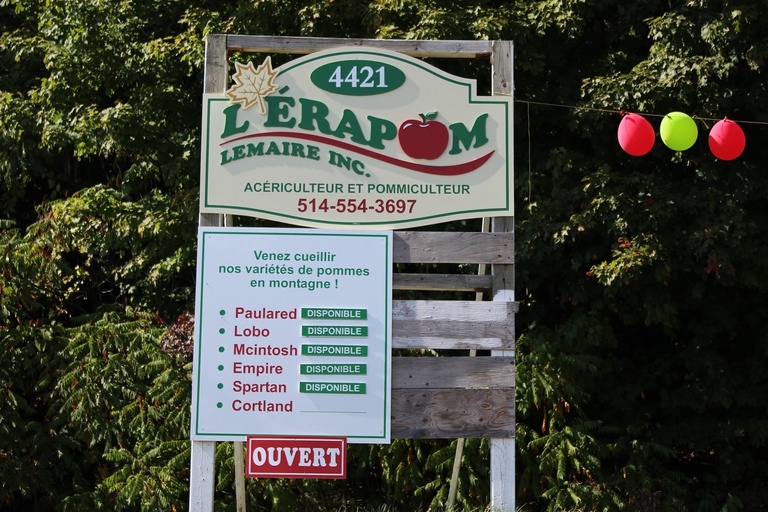 4421
L'ÉRAPOM
LEMAIRE INC.
ACÉRICULTEUR ET POMMICULTEUR
514-554-3697
Venez cueillir
nos variétés de pommes
en montagne !
• Paulared DISPONIBLE
• Lobo DISPONIBLE
• Mcintosh DISPONIBLE
• Empire DISPONIBLE
• Spartan DISPONIBLE
• Cortland
OUVERT